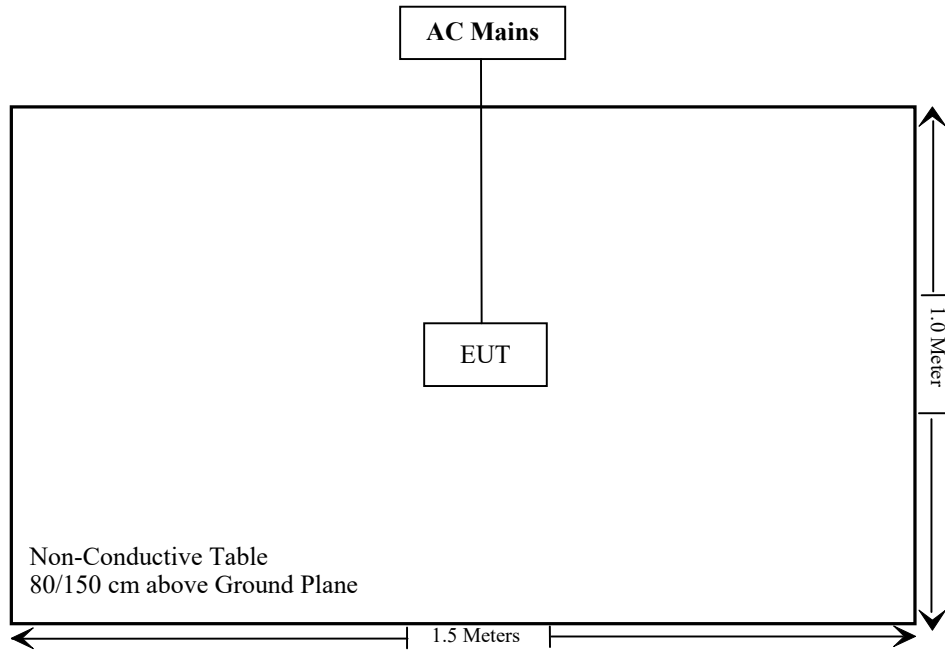 AC Mains
EUT
1.0 Meter
Non-Conductive Table
80/150 cm above Ground Plane
1.5 Meters